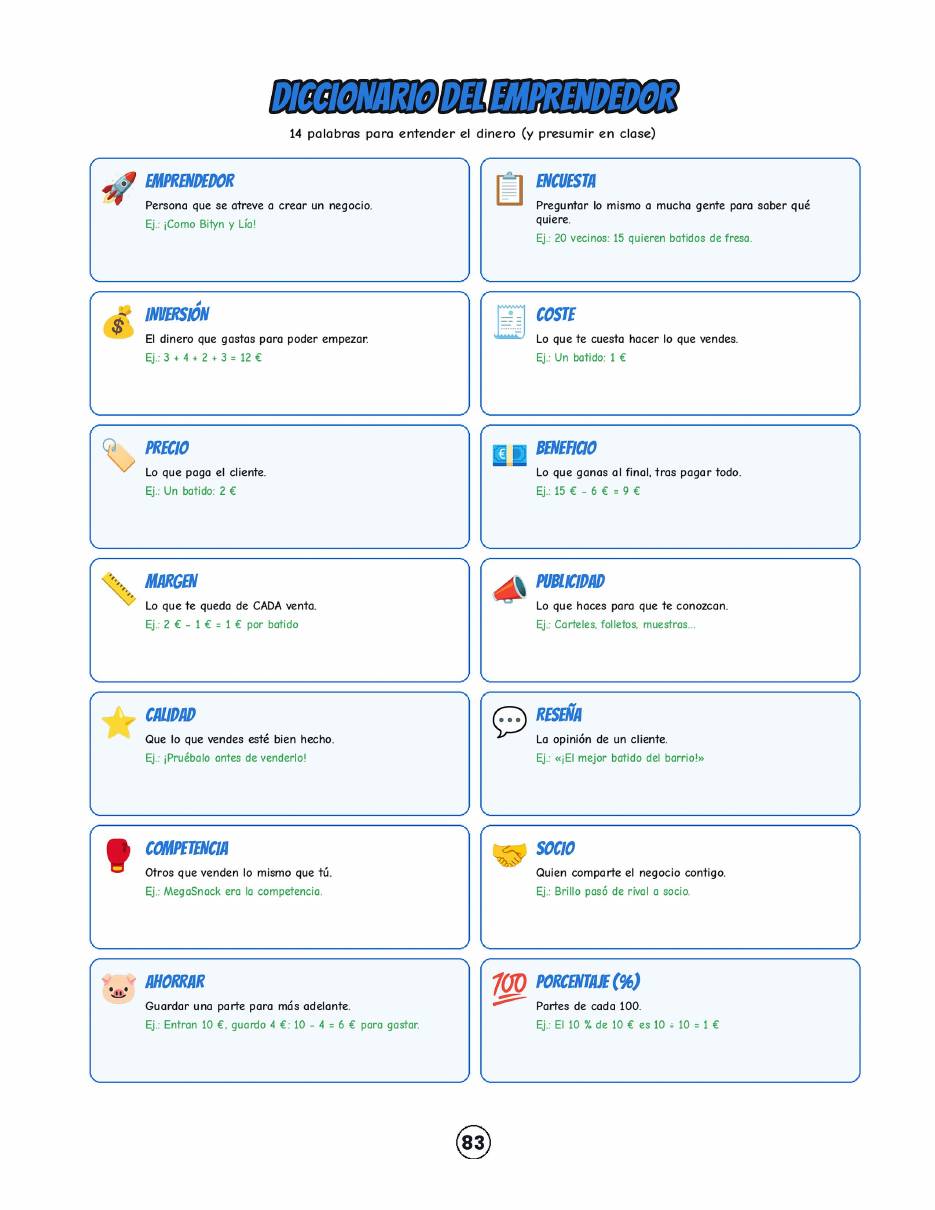 DICCIONARIO DEL EMPRENDEDOR
14 palabras para entender el dinero (y presumir en clase)
EMPRENDEDOR
Persona que se atreve a crear un negocio.
Ej.: ¡Como Bityn y Lía!
ENCUESTA
Preguntar lo mismo a mucha gente para saber qué
quiere.
Ej.: 20 vecinos: 15 quieren batidos de fresa.
INVERSIÓN
El dinero que gastas para poder empezar.
Ej.: 3 + 4 + 2 + 3 = 12 €
COSTE
Lo que te cuesta hacer lo que vendes.
Ej.: Un batido: 1 €
PRECIO
Lo que paga el cliente.
Ej.: Un batido: 2 €
BENEFICIO
Lo que ganas al final, tras pagar todo.
Ej.: 15 € − 6 € = 9 €
MARGEN
Lo que te queda de CADA venta.
Ej.: 2 € − 1 € = 1 € por batido
PUBLICIDAD
Lo que haces para que te conozcan.
Ej.: Carteles, folletos, muestras...
CALIDAD
Que lo que vendes esté bien hecho.
Ej.: ¡Pruébalo antes de venderlo!
RESEÑA
La opinión de un cliente.
Ej.: «¡El mejor batido del barrio!»
COMPETENCIA
Otros que venden lo mismo que tú.
Ej.: MegaSnack era la competencia.
SOCIO
Quien comparte el negocio contigo.
Ej.: Brillo pasó de rival a socio.
AHORRAR
Guardar una parte para más adelante.
Ej.: Entran 10 €, guardo 4 €: 10 − 4 = 6 € para gastar.
100
PORCENTAJE (%)
Partes de cada 100.
Ej.: El 10 % de 10 € es 10 ÷ 10 = 1 €
83